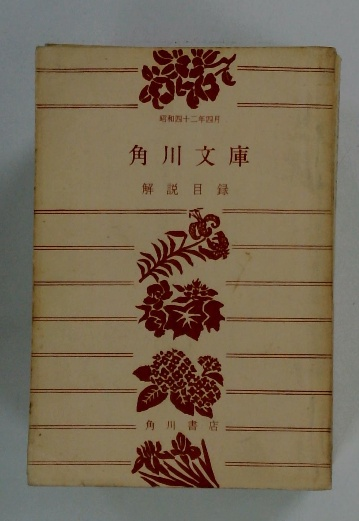 昭和四十二年四月
角川文庫
解説目録
角川書店